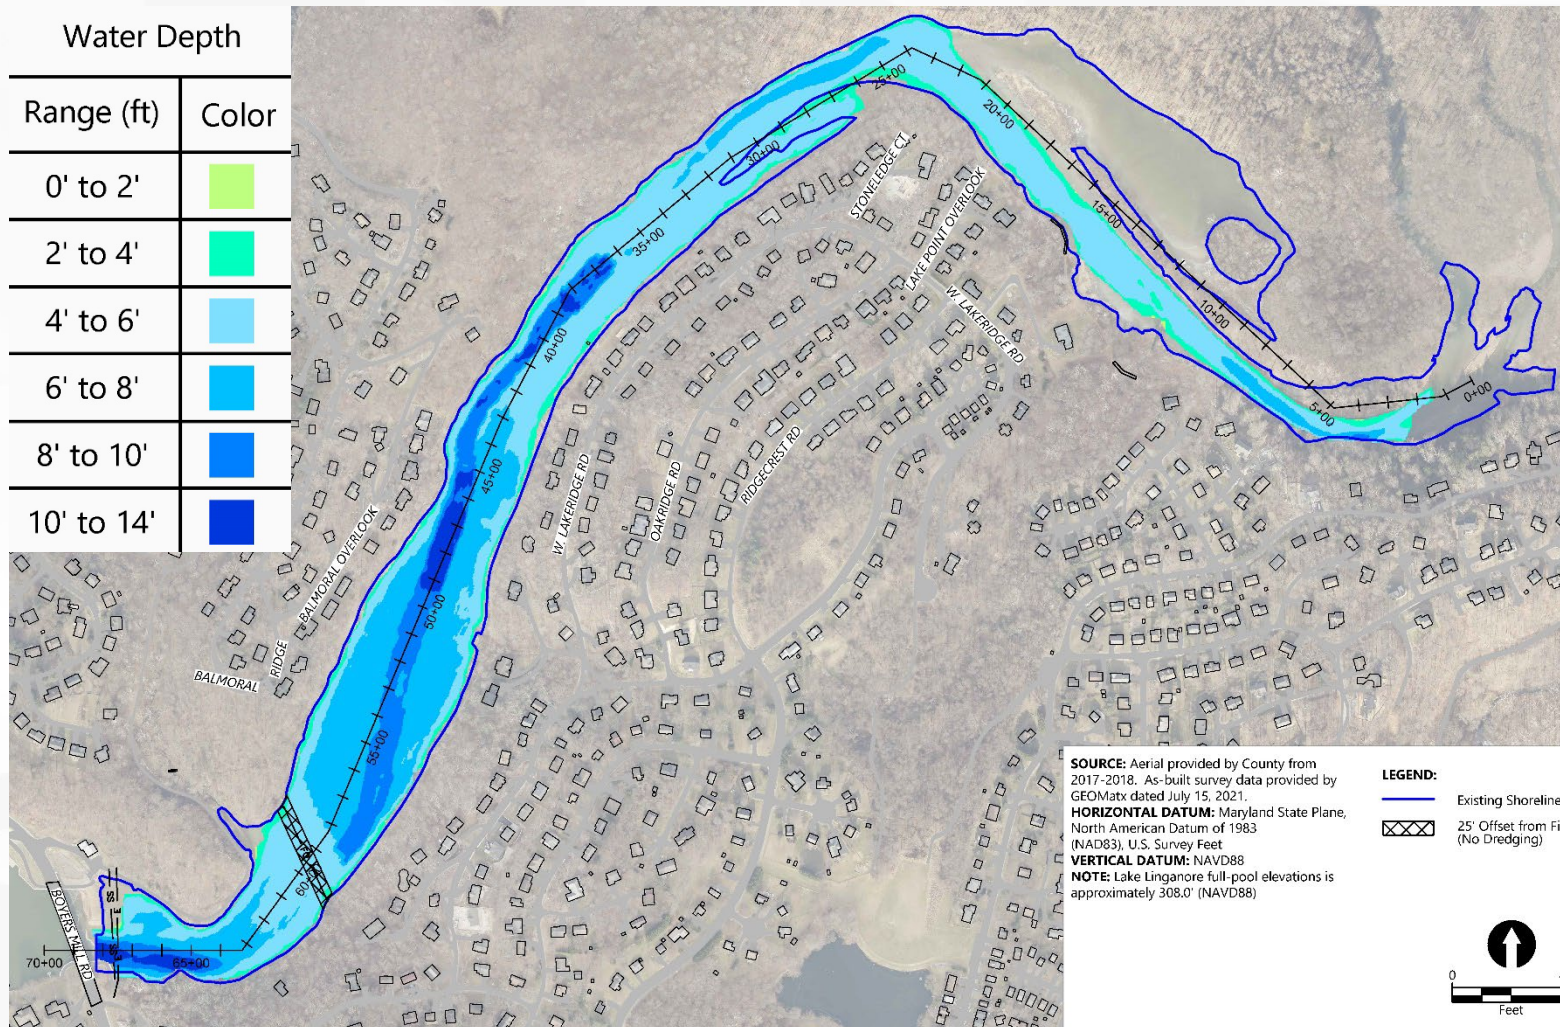 Water Depth
Range (ft) Color
0' to 2'
2' to 4'
4' to 6'
6' to 8'
8' to 10'
10' to 14'
25+00
20+00
30+00
STONELEDGE CT
15+00
35+00
LAKE POINT OVERLOOK
10+00
W. LAKERIDGE RD
40+00
0+00
5+00
45+00
W. LAKERIDGE RD
OAKRIDGE RD
RIDGECREST RD
BALMORAL OVERLOOK
50+00
BALMORAL
RIDGE
55+00
60+00
BOYERS MILL RD
SS
E
SS
E
70+00
65+00
SOURCE: Aerial provided by County from
2017-2018. As-built survey data provided by
GEOMatx dated July 15, 2021.
HORIZONTAL DATUM: Maryland State Plane,
North American Datum of 1983
(NAD83), U.S. Survey Feet
VERTICAL DATUM: NAVD88
NOTE: Lake Linganore full-pool elevations is
approximately 308.0' (NAVD88)
LEGEND:
Existing Shoreline
25' Offset from Fi
(No Dredging)
0
Feet